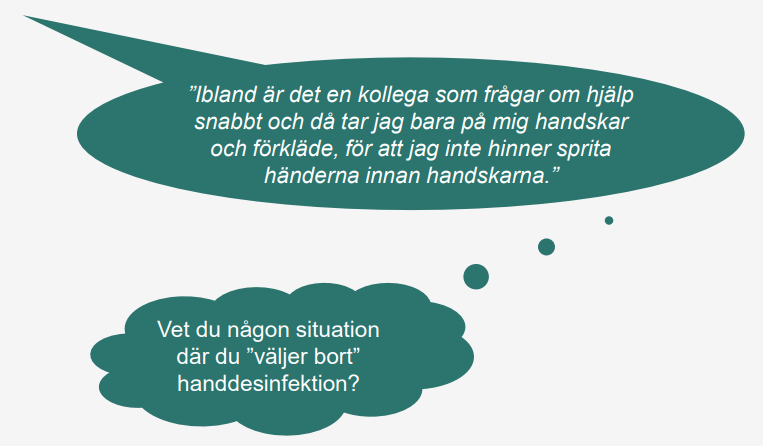 ”Ibland är det en kollega som frågar om hjälp
snabbt och då tar jag bara på mig handskar
och förkläde, för att jag inte hinner sprita
händerna innan handskarna.”
Vet du någon situation
där du ”väljer bort”
handdesinfektion?